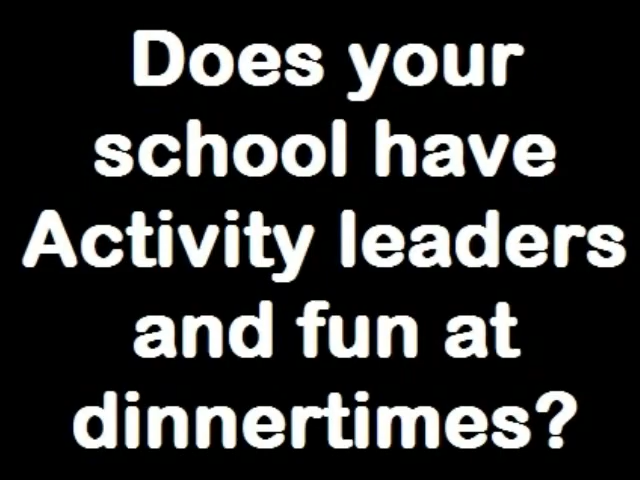 Does your
school have
Activity leaders
and fun at
dinnertimes?